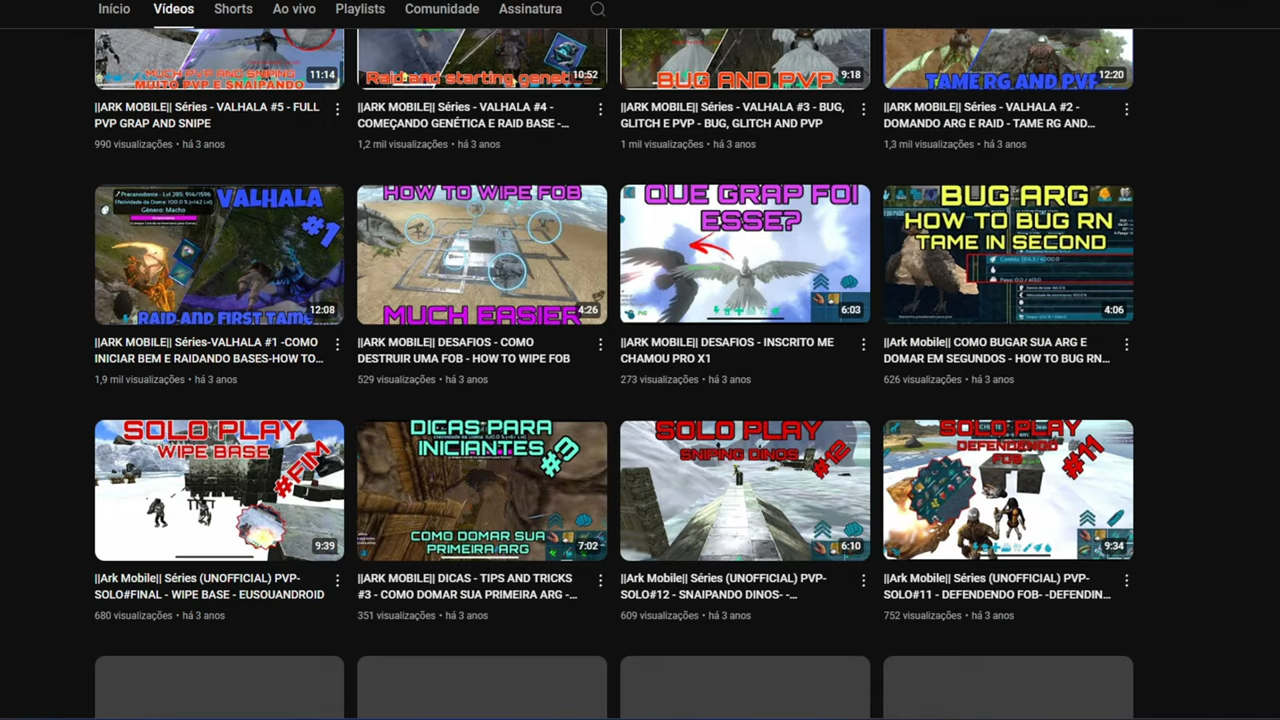 Início Vídeos Shorts Ao vivo Playlists Comunidade Assinatura
MUCH PVP AND SNIPING
MUITO PVP E SNAIPANDO
11:14
Raid and starting genet
10:52
BUG AND PVP
9:18
TAME RG AND PVP
12:20
||ARK MOBILE|| Séries - VALHALA #5 - FULL
PVP GRAP AND SNIPE
990 visualizações • há 3 anos
||ARK MOBILE|| Séries - VALHALA #4 -
COMEÇANDO GENÉTICA E RAID BASE -...
1,2 mil visualizações • há 3 anos
||ARK MOBILE|| Séries - VALHALA #3 - BUG,
GLITCH E PVP - BUG, GLITCH AND PVP
1 mil visualizações • há 3 anos
||ARK MOBILE|| Séries - VALHALA #2 -
DOMANDO ARG E RAID - TAME RG AND...
1,3 mil visualizações • há 3 anos
VALHALA
#1
RAID AND FIRST TAME
12:08
HOW TO WIPE FOB
MUCH EASIER
4:26
QUE GRAP FOI
ESSE?
6:03
BUG ARG
HOW TO BUG RN
TAME IN SECOND
4:06
||ARK MOBILE|| Séries-VALHALA #1 -COMO
INICIAR BEM E RAIDANDO BASES-HOW TO...
1,9 mil visualizações • há 3 anos
||ARK MOBILE|| DESAFIOS - COMO
DESTRUIR UMA FOB - HOW TO WIPE FOB
529 visualizações • há 3 anos
||ARK MOBILE|| DESAFIOS - INSCRITO ME
CHAMOU PRO X1
273 visualizações • há 3 anos
||Ark Mobile|| COMO BUGAR SUA ARG E
DOMAR EM SEGUNDOS - HOW TO BUG RN...
626 visualizações • há 3 anos
SOLO PLAY
WIPE BASE
#FIM
9:39
DICAS PARA
INICIANTES
#3
COMO DOMAR SUA
PRIMEIRA ARG
7:02
SOLO PLAY
SNIPING DINOS
#12
6:10
SOLO PLAY
DEFENDENDO
FOB
#11
9:34
||Ark Mobile|| Séries (UNOFFICIAL) PVP-
SOLO#FINAL - WIPE BASE - EUSOUANDROID
680 visualizações • há 3 anos
||ARK MOBILE|| DICAS - TIPS AND TRICKS
#3 - COMO DOMAR SUA PRIMEIRA ARG -...
351 visualizações • há 3 anos
||Ark Mobile|| Séries (UNOFFICIAL) PVP-
SOLO#12 - SNAIPANDO DINOS- -...
609 visualizações • há 3 anos
||Ark Mobile|| Séries (UNOFFICIAL) PVP-
SOLO#11 - DEFENDENDO FOB- -DEFENDIN...
752 visualizações • há 3 anos